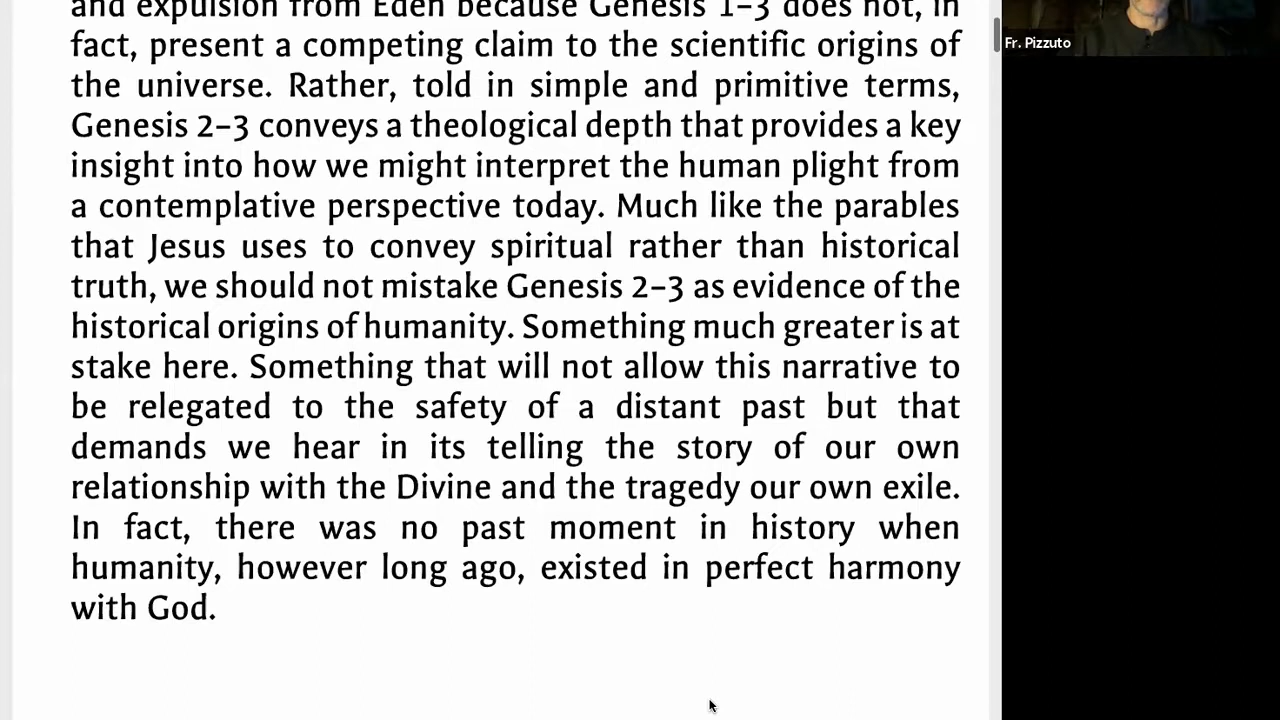 and expulsion from Eden because Genesis 1–3 does not, in
fact, present a competing claim to the scientific origins of
the universe. Rather, told in simple and primitive terms,
Genesis 2–3 conveys a theological depth that provides a key
insight into how we might interpret the human plight from
a contemplative perspective today. Much like the parables
that Jesus uses to convey spiritual rather than historical
truth, we should not mistake Genesis 2–3 as evidence of the
historical origins of humanity. Something much greater is at
stake here. Something that will not allow this narrative to
be relegated to the safety of a distant past but that
demands we hear in its telling the story of our own
relationship with the Divine and the tragedy our own exile.
In fact, there was no past moment in history when
humanity, however long ago, existed in perfect harmony
with God.
Fr. Pizzuto